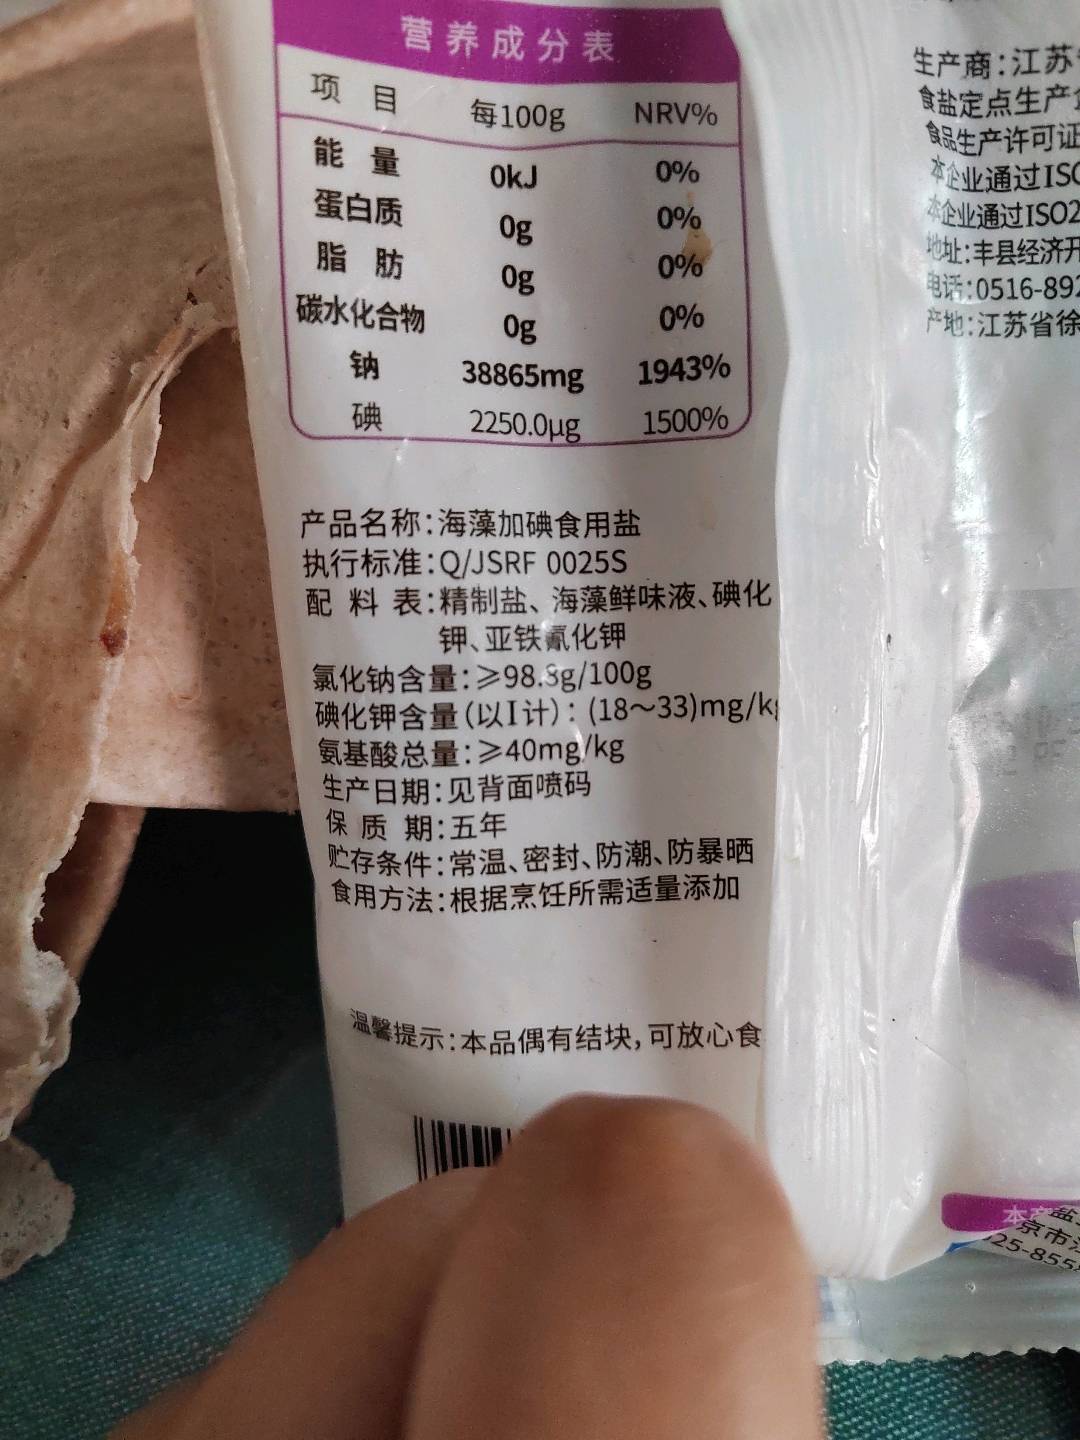 营养成分表
项 目 每100g NRV%
能 量 0kJ 0%
蛋白质 0g 0%
脂 肪 0g 0%
碳水化合物 0g 0%
钠 38865mg 1943%
碘 2250.0µg 1500%
产品名称:海藻加碘食用盐
执行标准:Q/JSRF 0025S
配 料 表:精制盐、海藻鲜味液、碘化
钾、亚铁氰化钾
氯化钠含量:≥98.8g/100g
碘化钾含量(以I计):(18~33)mg/kg
氨基酸总量:≥40mg/kg
生产日期:见背面喷码
保 质 期:五年
贮存条件:常温、密封、防潮、防暴晒
食用方法:根据烹饪所需适量添加
温馨提示:本品偶有结块,可放心食
生产商:江苏
食盐定点生产
食品生产许可证
本企业通过ISO
本企业通过ISO2
地址:丰县经济开
电话:0516-892
产地:江苏省徐
本产
盐
京市
25-855